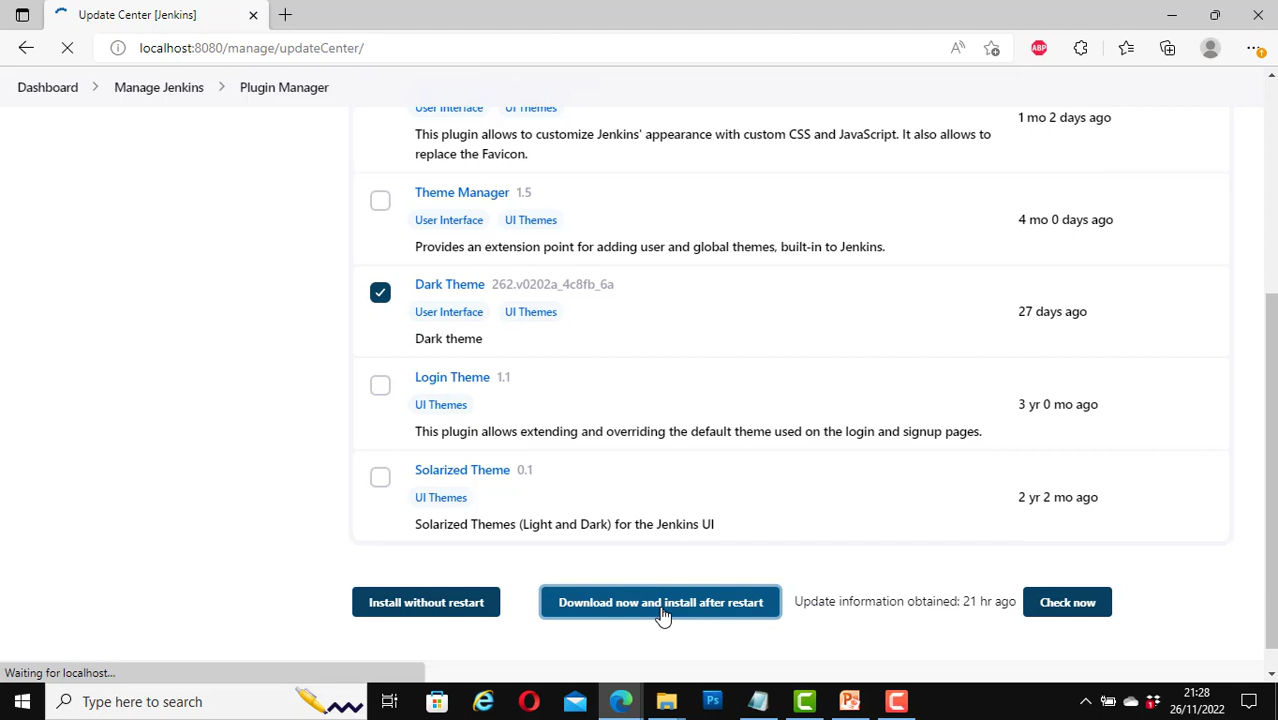 Update Center [Jenkins]
localhost:8080/manage/updateCenter/
ABP
Dashboard Manage Jenkins Plugin Manager
User Interface UI Themes
1 mo 2 days ago
This plugin allows to customize Jenkins' appearance with custom CSS and JavaScript. It also allows to
replace the Favicon.
Theme Manager 1.5
User Interface UI Themes
4 mo 0 days ago
Provides an extension point for adding user and global themes, built-in to Jenkins.
Dark Theme 262.v0202a_4c8fb_6a
User Interface UI Themes
27 days ago
Dark theme
Login Theme 1.1
UI Themes
3 yr 0 mo ago
This plugin allows extending and overriding the default theme used on the login and signup pages.
Solarized Theme 0.1
UI Themes
2 yr 2 mo ago
Solarized Themes (Light and Dark) for the Jenkins UI
Install without restart Download now and install after restart Update information obtained: 21 hr ago Check now
Waiting for localhost...
Type here to search
Ps
21:28
26/11/2022